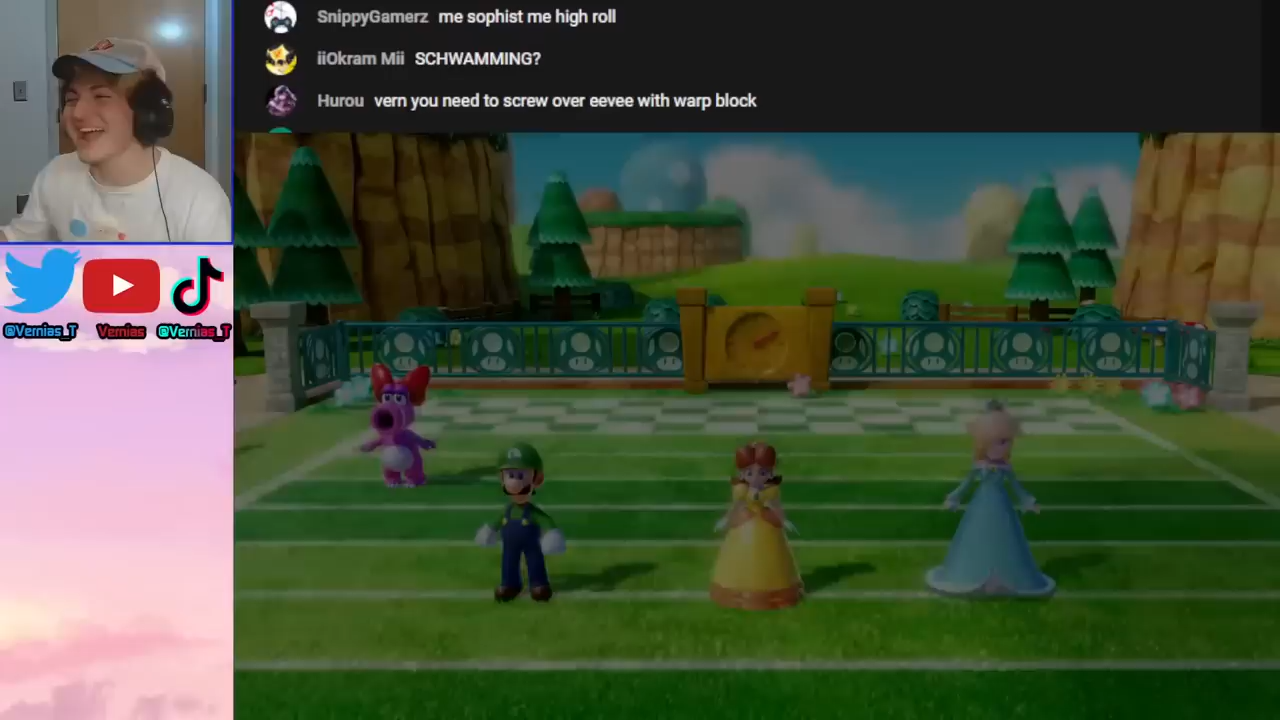 SnippyGamerz me sophist me high roll
iiOkram Mii SCHWAMMING?
Hurou vern you need to screw over eevee with warp block
@Vernias_T Vernias @Vernias_T